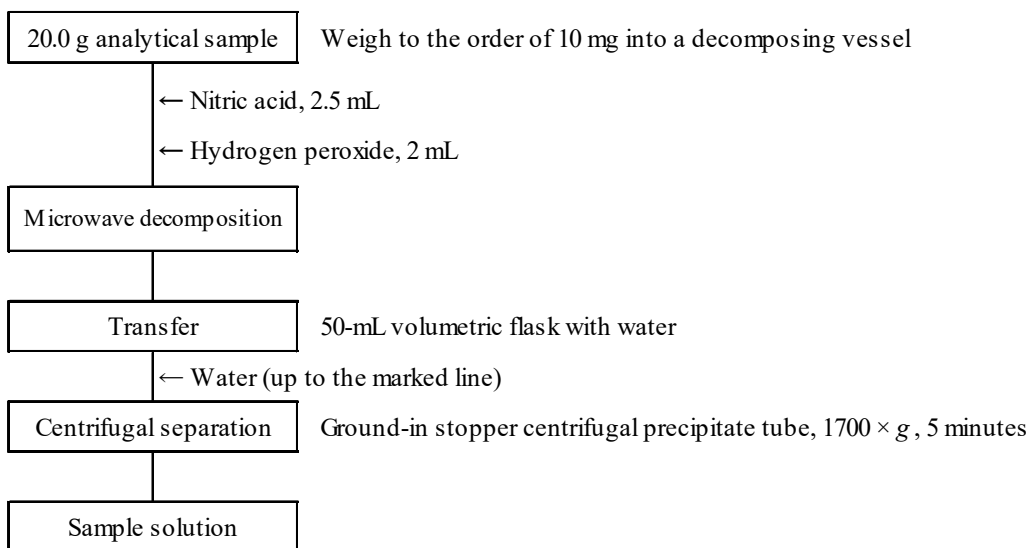 20.0 g analytical sample Weigh to the order of 10 mg into a decomposing vessel
← Nitric acid, 2.5 mL
← Hydrogen peroxide, 2 mL
Microwave decomposition
Transfer 50-mL volumetric flask with water
← Water (up to the marked line)
Centrifugal separation Ground-in stopper centrifugal precipitate tube, 1700 × g, 5 minutes
Sample solution